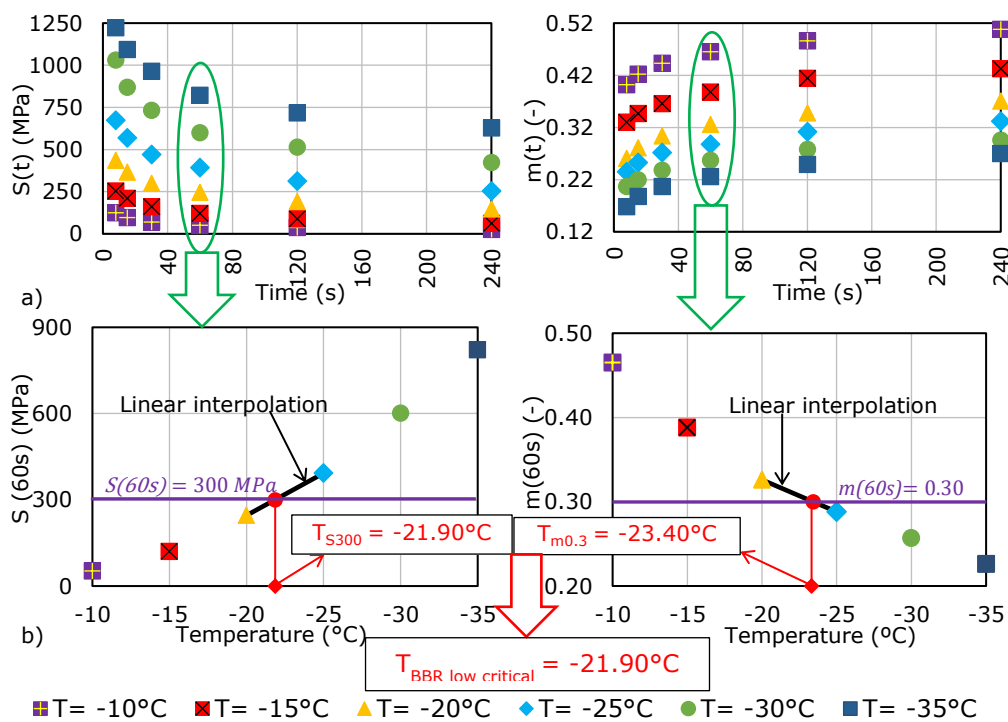 1250
1000
750
500
250
0
S(t) (MPa)
0 40 80 120 160 200 240
Time (s)
a)
0.52
0.42
0.32
0.22
0.12
m(t) (-)
0 40 80 120 160 200 240
Time (s)
900
600
300
0
S (60s) (MPa)
Linear interpolation
S(60s) = 300 MPa
T S300 = -21.90°C
-10 -15 -20 -25 -30 -35
Temperature (°C)
b)
0.50
0.40
0.30
0.20
m(60s) (-)
Linear interpolation
m(60s) = 0.30
T m0.3 = -23.40°C
-10 -15 -20 -25 -30 -35
Temperature (ºC)
T BBR low critical = -21.90°C
T= -10°C T= -15°C T= -20°C T= -25°C T= -30°C T= -35°C